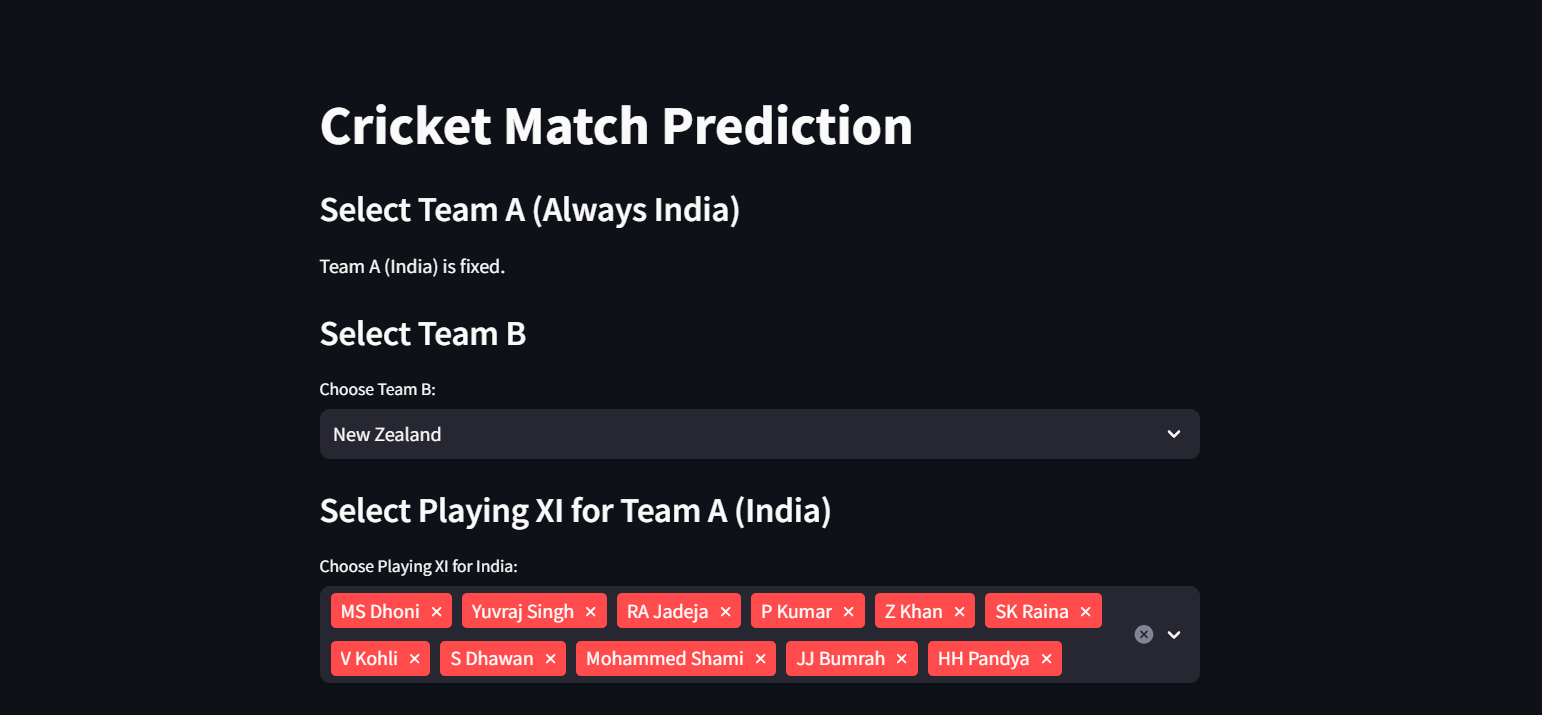 Cricket Match Prediction
Select Team A (Always India)
Team A (India) is fixed.
Select Team B
Choose Team B:
New Zealand
Select Playing XI for Team A (India)
Choose Playing XI for India:
MS Dhoni × Yuvraj Singh × RA Jadeja × P Kumar × Z Khan × SK Raina ×
V Kohli × S Dhawan × Mohammed Shami × JJ Bumrah × HH Pandya ×